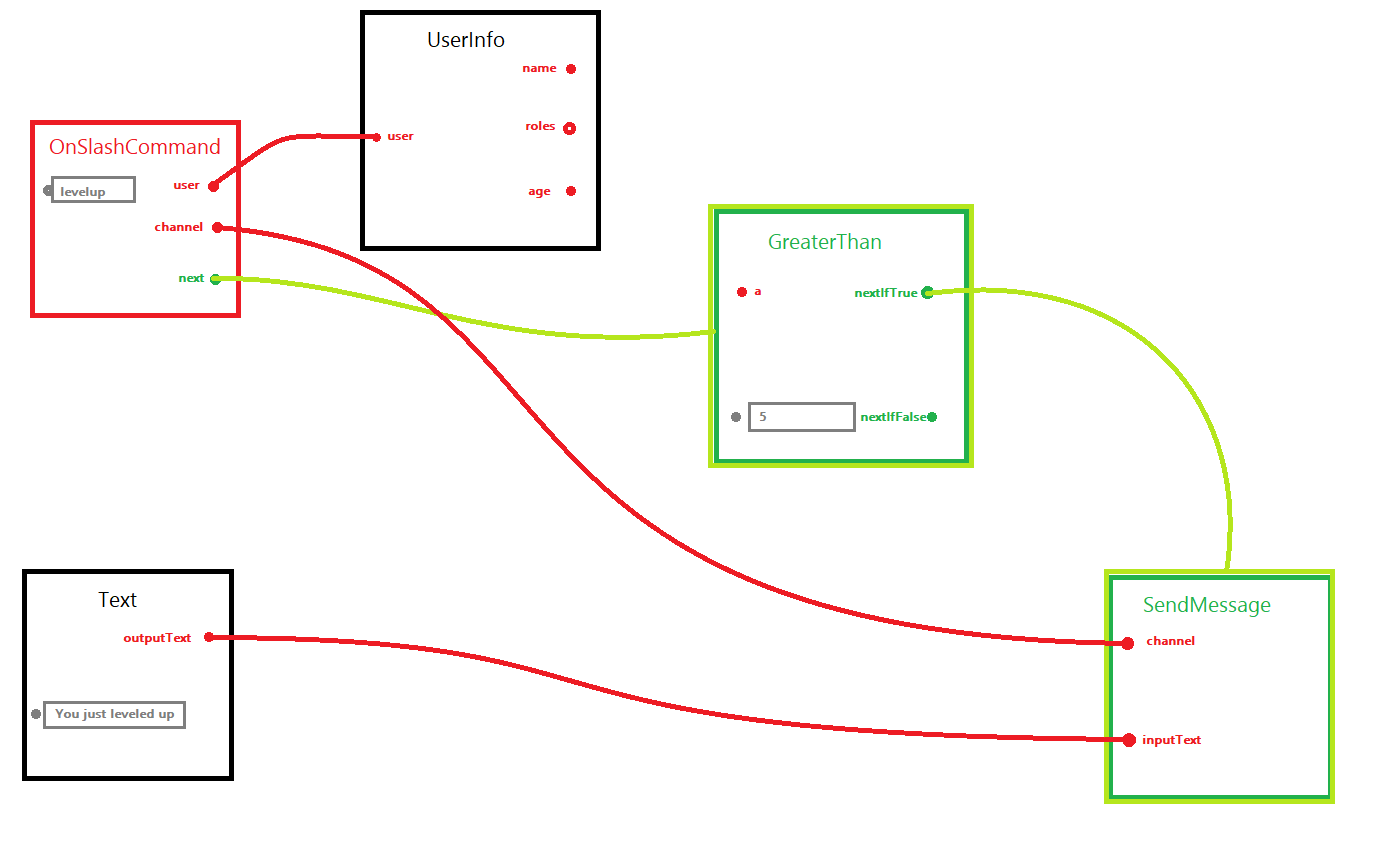 UserInfo
name
roles
user
age
OnSlashCommand
levelup
user
channel
next
GreaterThan
a
nextIfTrue
5
nextIfFalse
Text
outputText
You just leveled up
SendMessage
channel
inputText